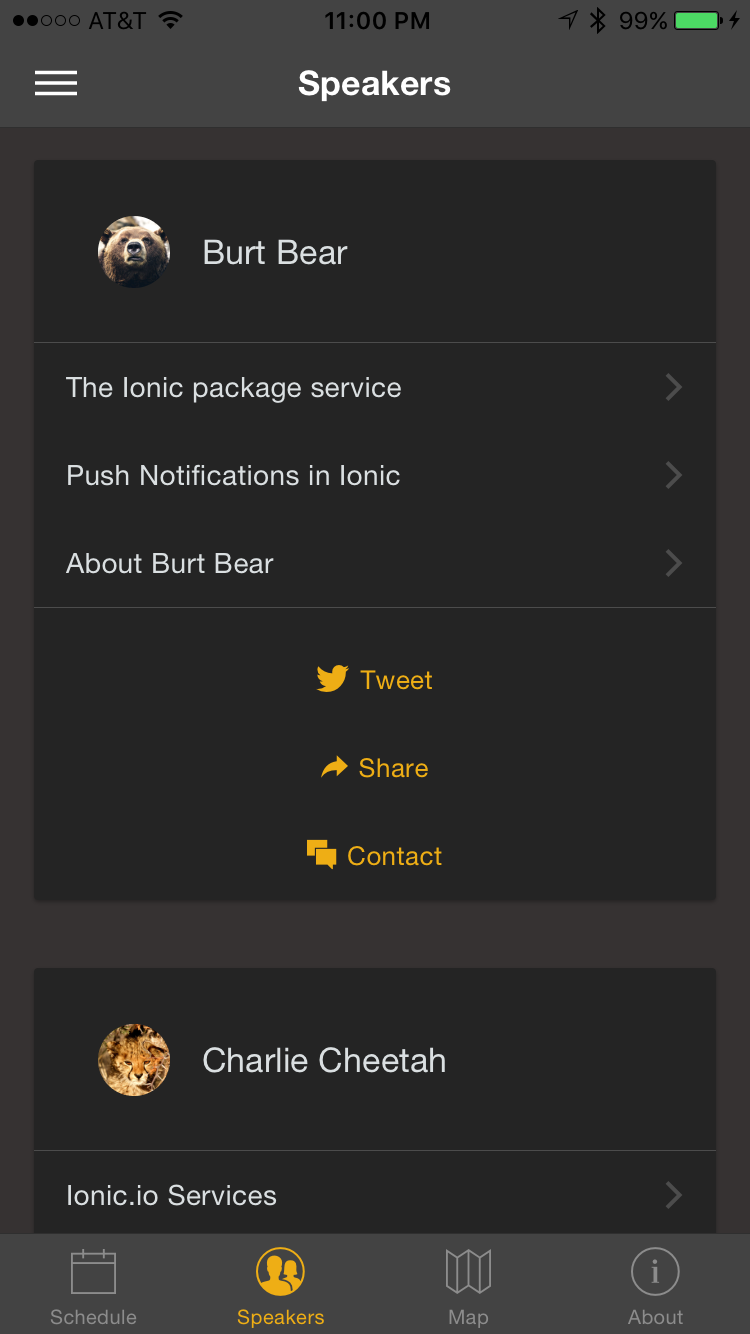 AT&T 11:00 PM 99%
Speakers
Burt Bear
The Ionic package service
Push Notifications in Ionic
About Burt Bear
Tweet
Share
Contact
Charlie Cheetah
Ionic.io Services
Schedule Speakers Map About